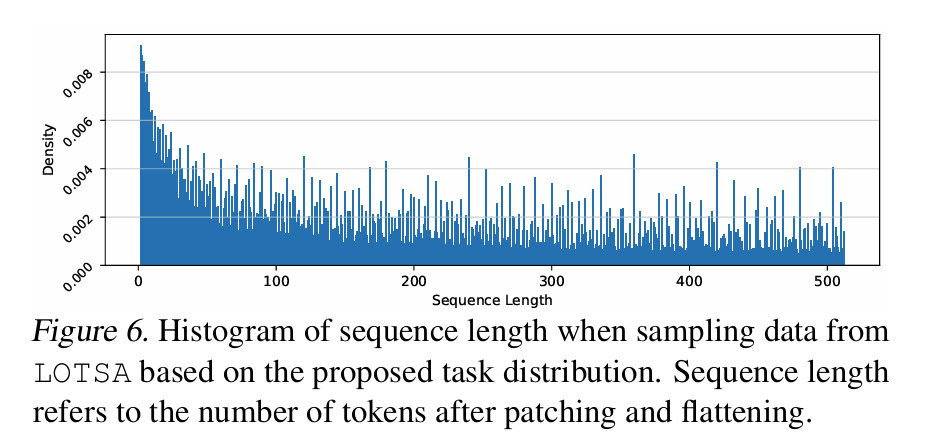 0.008
0.006
0.004
0.002
0.000
Density
0 100 200 300 400 500
Sequence Length
Figure 6. Histogram of sequence length when sampling data from
LOTSA based on the proposed task distribution. Sequence length
refers to the number of tokens after patching and flattening.